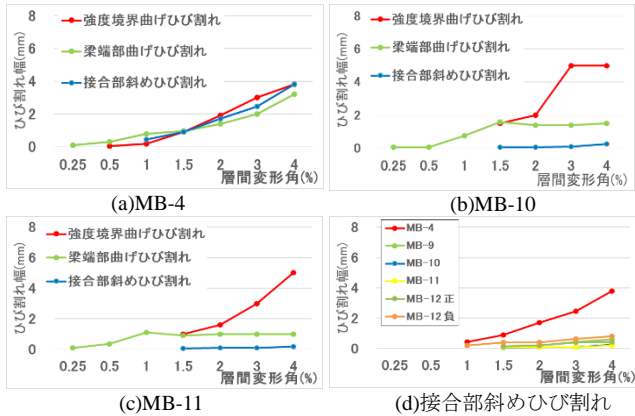 ひび割れ幅(mm)
8
6
4
2
0
強度境界曲げひび割れ
梁端部曲げひび割れ
接合部斜めひび割れ
0.25 0.5 1 1.5 2 3 4
層間変形角(%)
(a)MB-4
ひび割れ幅(mm)
10
8
6
4
2
0
強度境界曲げひび割れ
梁端部曲げひび割れ
接合部斜めひび割れ
0.25 0.5 1 1.5 2 3 4
層間変形角(%)
(b)MB-10
ひび割れ幅(mm)
8
6
4
2
0
強度境界曲げひび割れ
梁端部曲げひび割れ
接合部斜めひび割れ
0.25 0.5 1 1.5 2 3 4
層間変形角(%)
(c)MB-11
ひび割れ幅(mm)
8
6
4
2
0
MB-4
MB-9
MB-10
MB-11
MB-12 正
MB-12 負
0.25 0.5 1 1.5 2 3 4
層間変形角(%)
(d)接合部斜めひび割れ